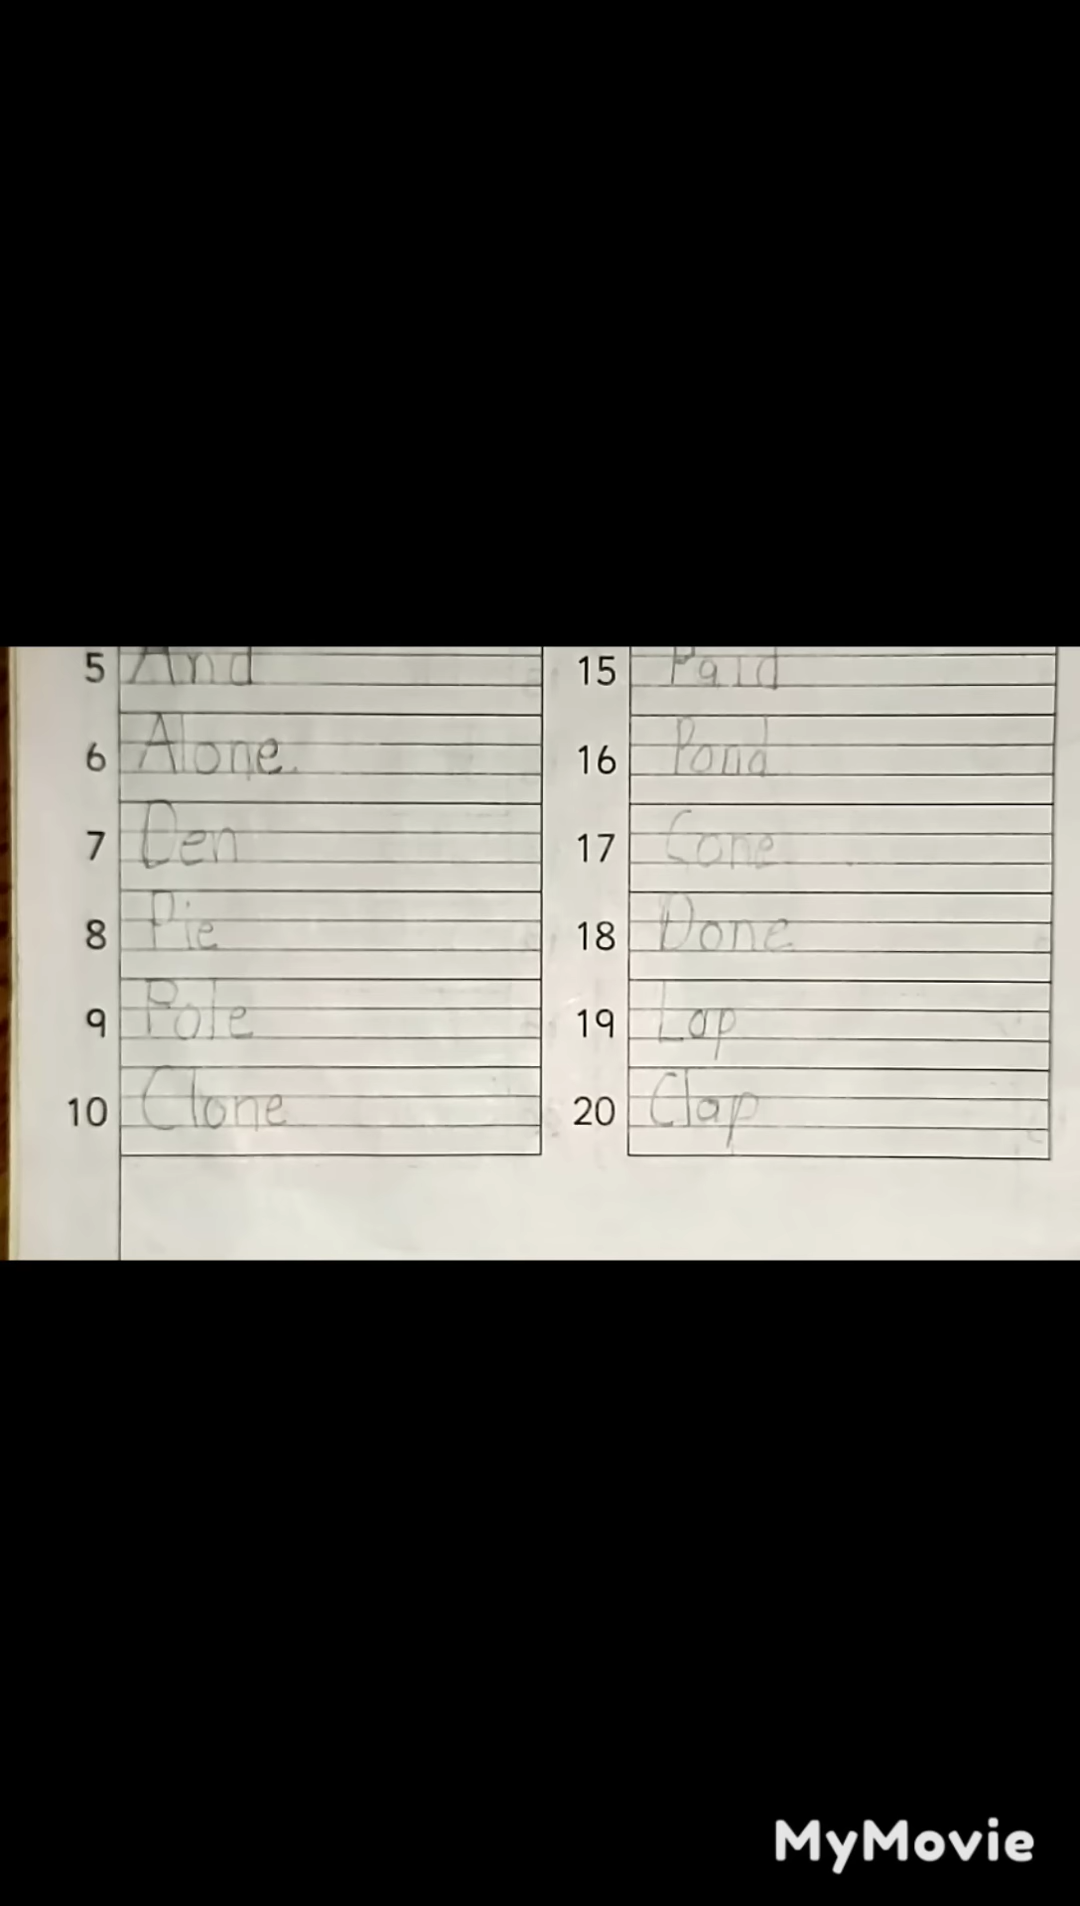 5 And
6 Alone
7 Den
8 Pie
9 Pole
10 Clone
15 Paid
16 Pond
17 Cone
18 Done
19 Lap
20 Clap
MyMovie